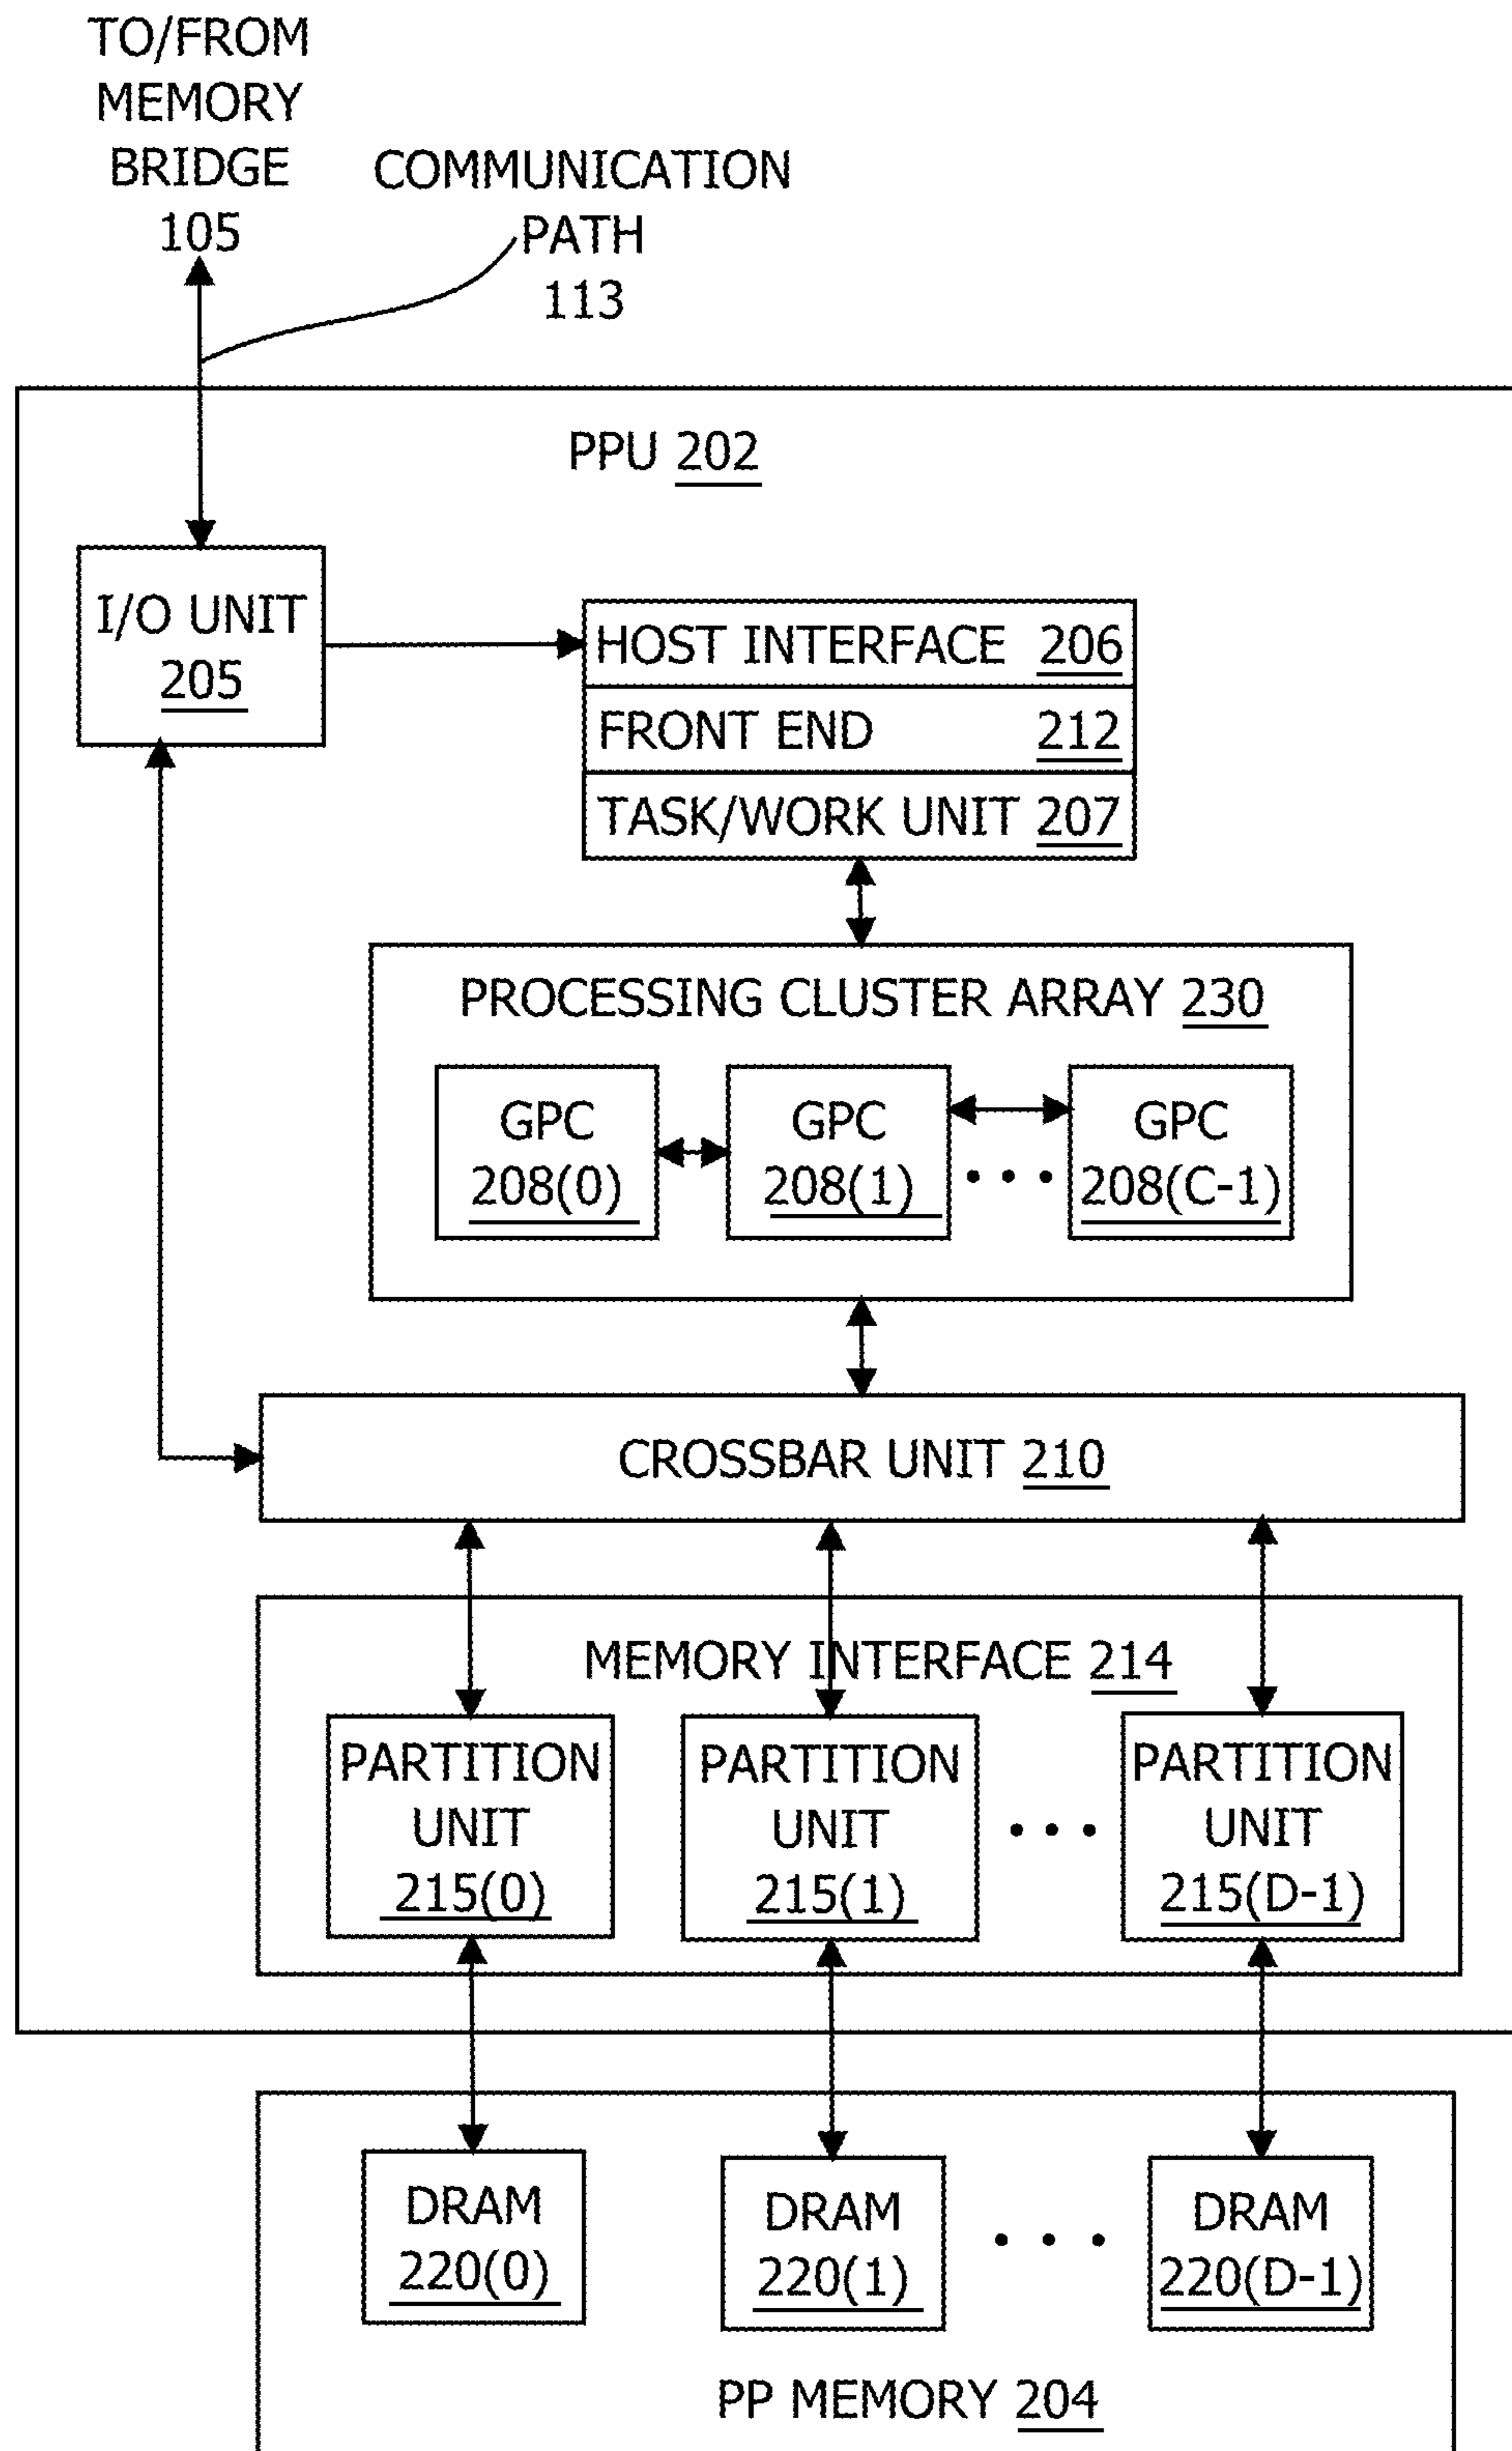 TO/FROM
MEMORY
BRIDGE
105
COMMUNICATION
PATH
113
PPU 202
I/O UNIT
205
HOST INTERFACE 206
FRONT END 212
TASK/WORK UNIT 207
PROCESSING CLUSTER ARRAY 230
GPC
208(0)
GPC
208(1)
. . .
GPC
208(C-1)
CROSSBAR UNIT 210
MEMORY INTERFACE 214
PARTITION
UNIT
215(0)
PARTITION
UNIT
215(1)
. . .
PARTITION
UNIT
215(D-1)
DRAM
220(0)
DRAM
220(1)
. . .
DRAM
220(D-1)
PP MEMORY 204